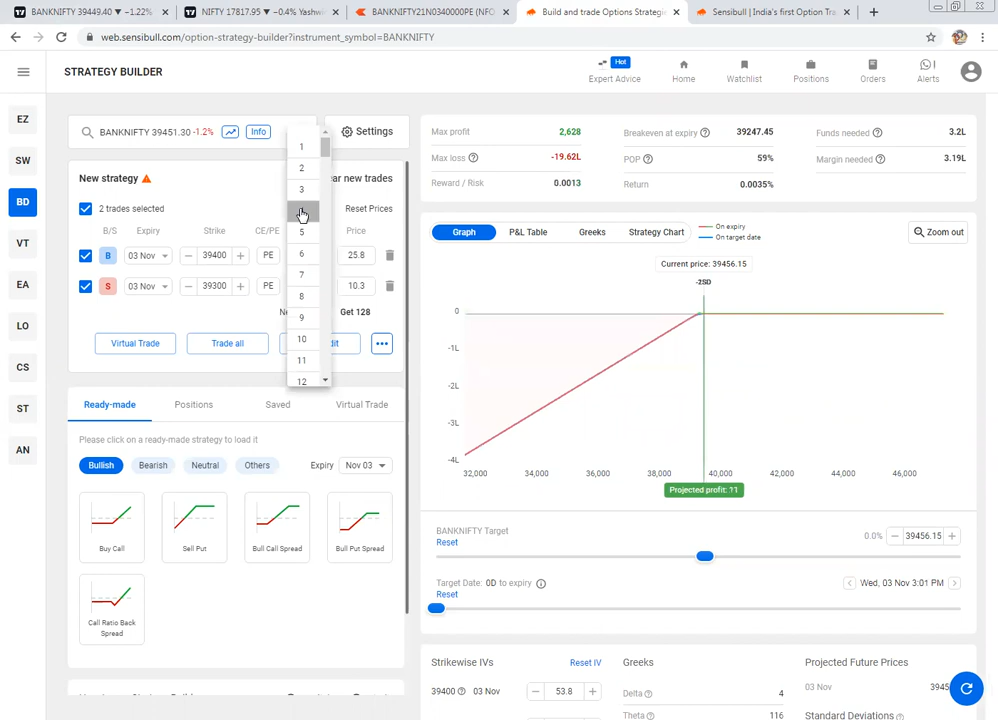 BANKNIFTY 39449.40 ▼ −1.22%
NIFTY 17817.95 ▼ −0.4% Yashwi
BANKNIFTY21N0340000PE (NFO
Build and trade Options Strategi
Sensibull | India's first Option Tra
web.sensibull.com/option-strategy-builder?instrument_symbol=BANKNIFTY
STRATEGY BUILDER
Hot
Expert Advice
Home
Watchlist
Positions
Orders
Alerts
EZ
SW
BD
VT
EA
LO
CS
ST
AN
BANKNIFTY 39451.30 -1.2%
Info
Settings
New strategy
ar new trades
2 trades selected
Reset Prices
B/S Expiry Strike CE/PE Price
B 03 Nov − 39400 + PE 25.8
S 03 Nov − 39300 + PE 10.3
Get 128
Virtual Trade
Trade all
dit
1
2
3
5
6
7
8
9
10
11
12
Ready-made
Positions
Saved
Virtual Trade
Please click on a ready-made strategy to load it
Bullish
Bearish
Neutral
Others
Expiry Nov 03
Buy Call
Sell Put
Bull Call Spread
Bull Put Spread
Call Ratio Back
Spread
Max profit 2,628
Max loss -19.62L
Reward / Risk 0.0013
Breakeven at expiry 39247.45
POP 59%
Return 0.0035%
Funds needed 3.2L
Margin needed 3.19L
Graph
P&L Table
Greeks
Strategy Chart
On expiry
On target date
Zoom out
Current price: 39456.15
-2SD
0
-1L
-2L
-3L
-4L
32,000 34,000 36,000 38,000 40,000 42,000 44,000 46,000
Projected profit: 11
BANKNIFTY Target
Reset
0.0% − 39456.15 +
Target Date: 0D to expiry
Reset
Wed, 03 Nov 3:01 PM
Strikewise IVs
Reset IV
39400 03 Nov − 53.8 +
Greeks
Delta 4
Theta 116
Projected Future Prices
03 Nov 3945
Standard Deviations